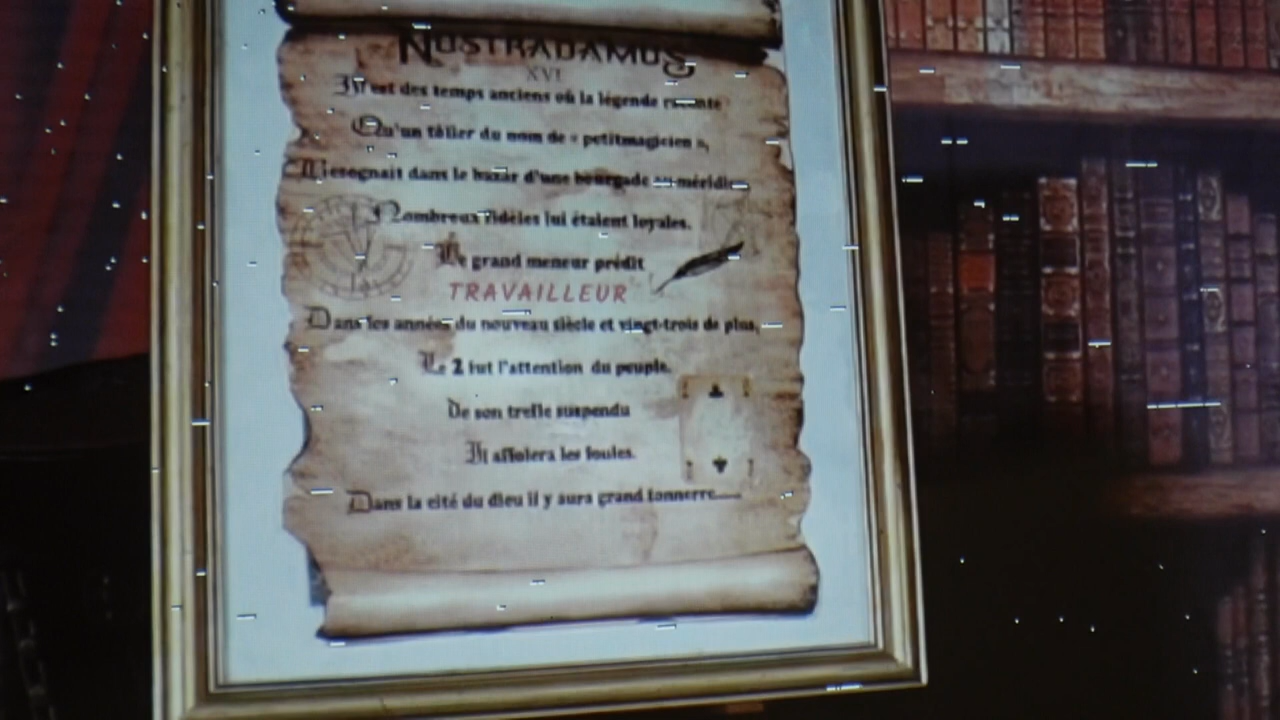 NOSTRADAMUS
XVI
Il est des temps anciens où la légende raconte
Qu'un tôlier du nom de « petitmagicien »,
dans le bazar d'une bourgade
Nombreux fidèles lui étaient loyales.
Le grand meneur prédit
TRAVAILLEUR
Dans les années du nouveau siècle et vingt-trois de plus,
Le 2 fut l'attention du peuple.
De son trefle suspendu
Il affolera les foules.
Dans la cité du dieu il y aura grand tonnerre......